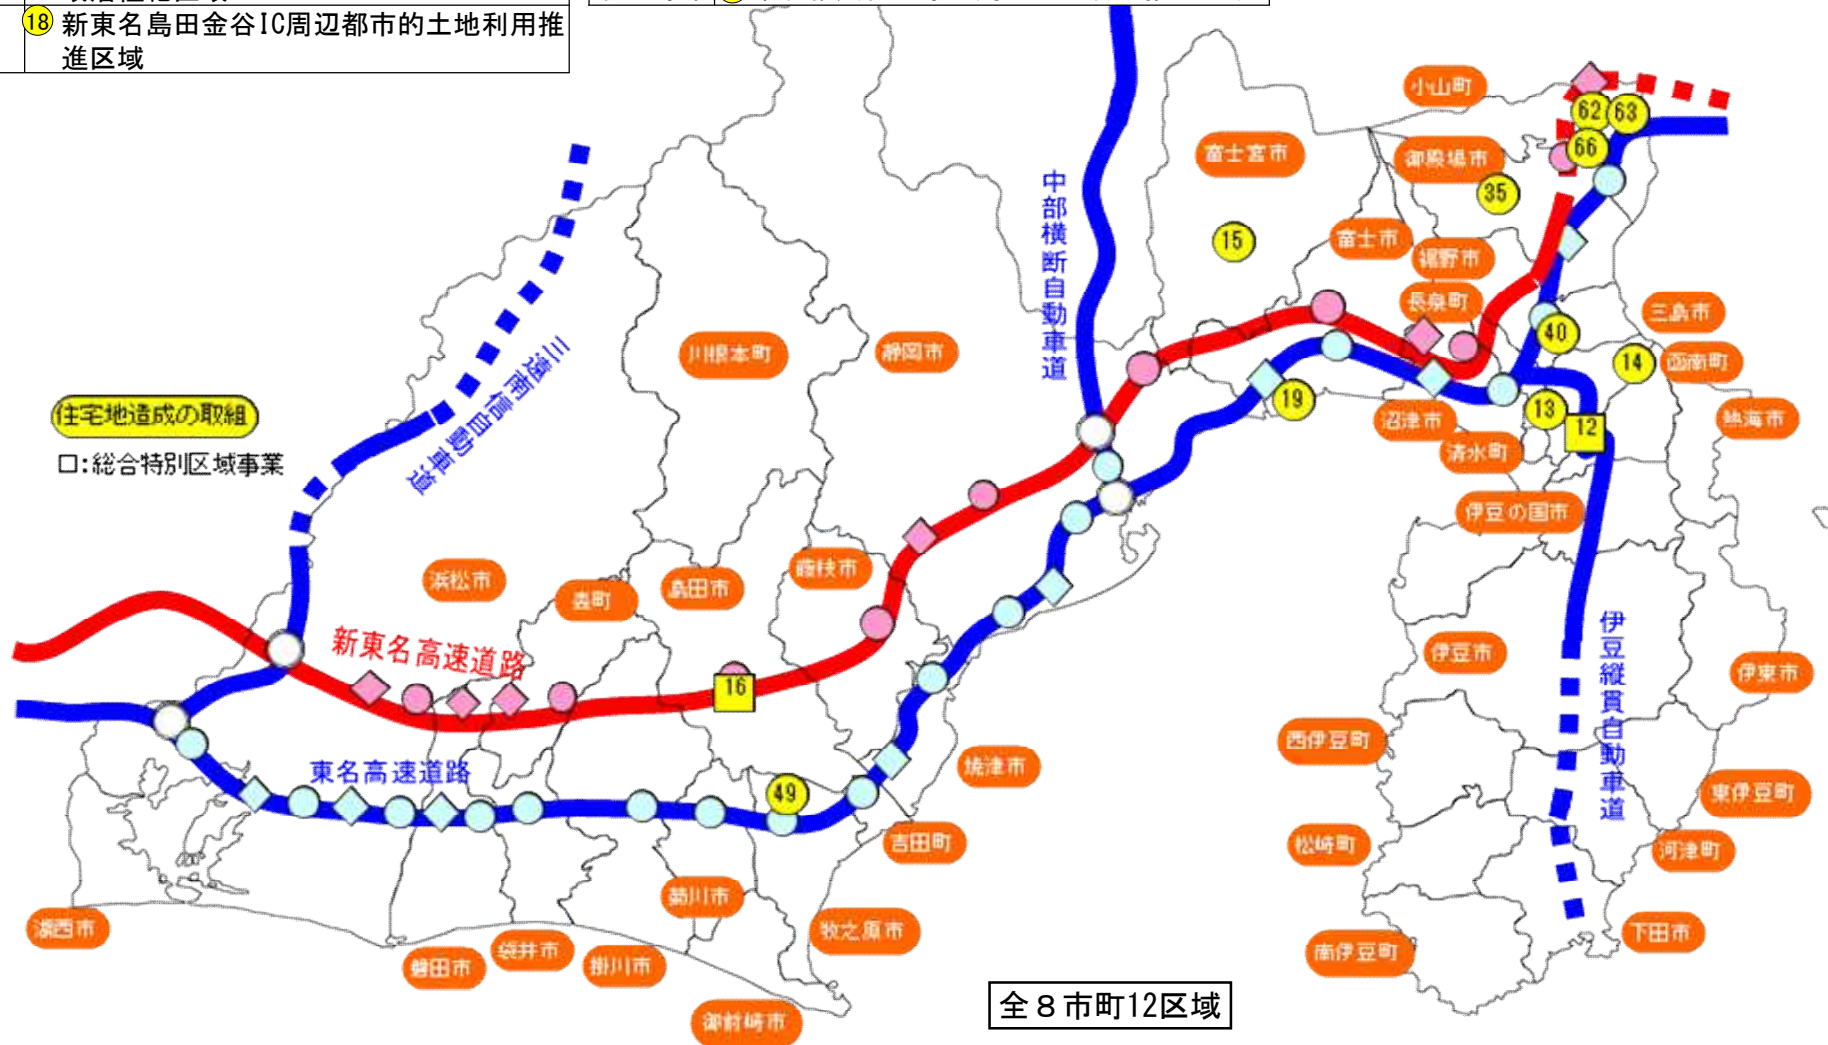 18 新東名島田金谷IC周辺都市的土地利用推
進区域
小山町
62
63
66
富士宮市
御殿場市
35
中部横断自動車道
15
富士市
裾野市
長泉町
三島市
40
川根本町
静岡市
三遠南信自動車道
14
函南町
住宅地造成の取組
19
沼津市
13
12
熱海市
□:総合特別区域事業
清水町
伊豆の国市
浜松市
森町
島田市
藤枝市
新東名高速道路
伊豆縦貫自動車道
伊豆市
伊東市
16
西伊豆町
東名高速道路
焼津市
49
東伊豆町
吉田町
松崎町
河津町
菊川市
湖西市
牧之原市
下田市
磐田市
袋井市
掛川市
南伊豆町
御前崎市
全8市町12区域